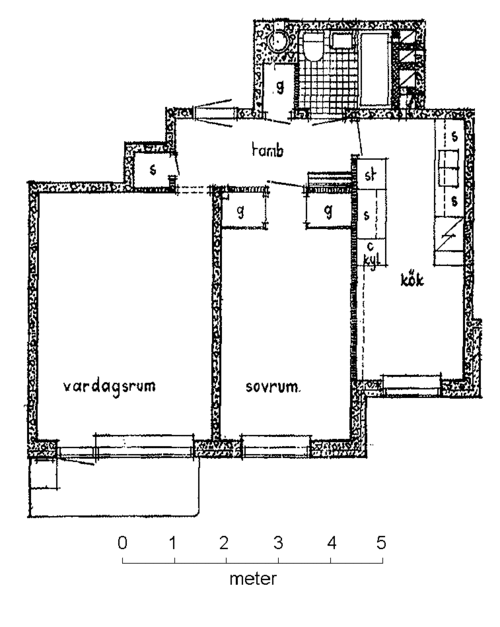 g
tamb
s
s
st
s
s
g
g
c
kyl
kök
vardagsrum
sovrum.
0 1 2 3 4 5
meter